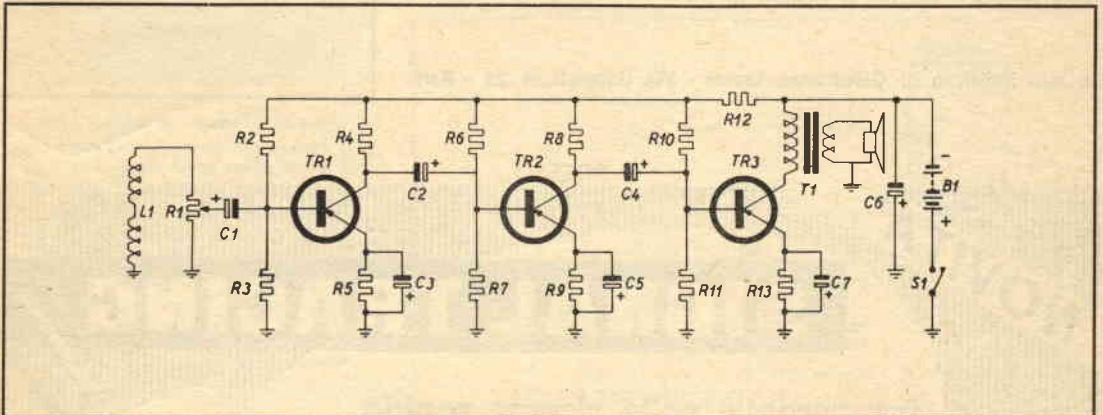 R2 R4 R6 R8 R10 R12
TR1 TR2 TR3
C2 C4 T1
L1 R1 C1 C6 B1
R3 R5 C3 R7 R9 C5 R11 R13 C7 S1